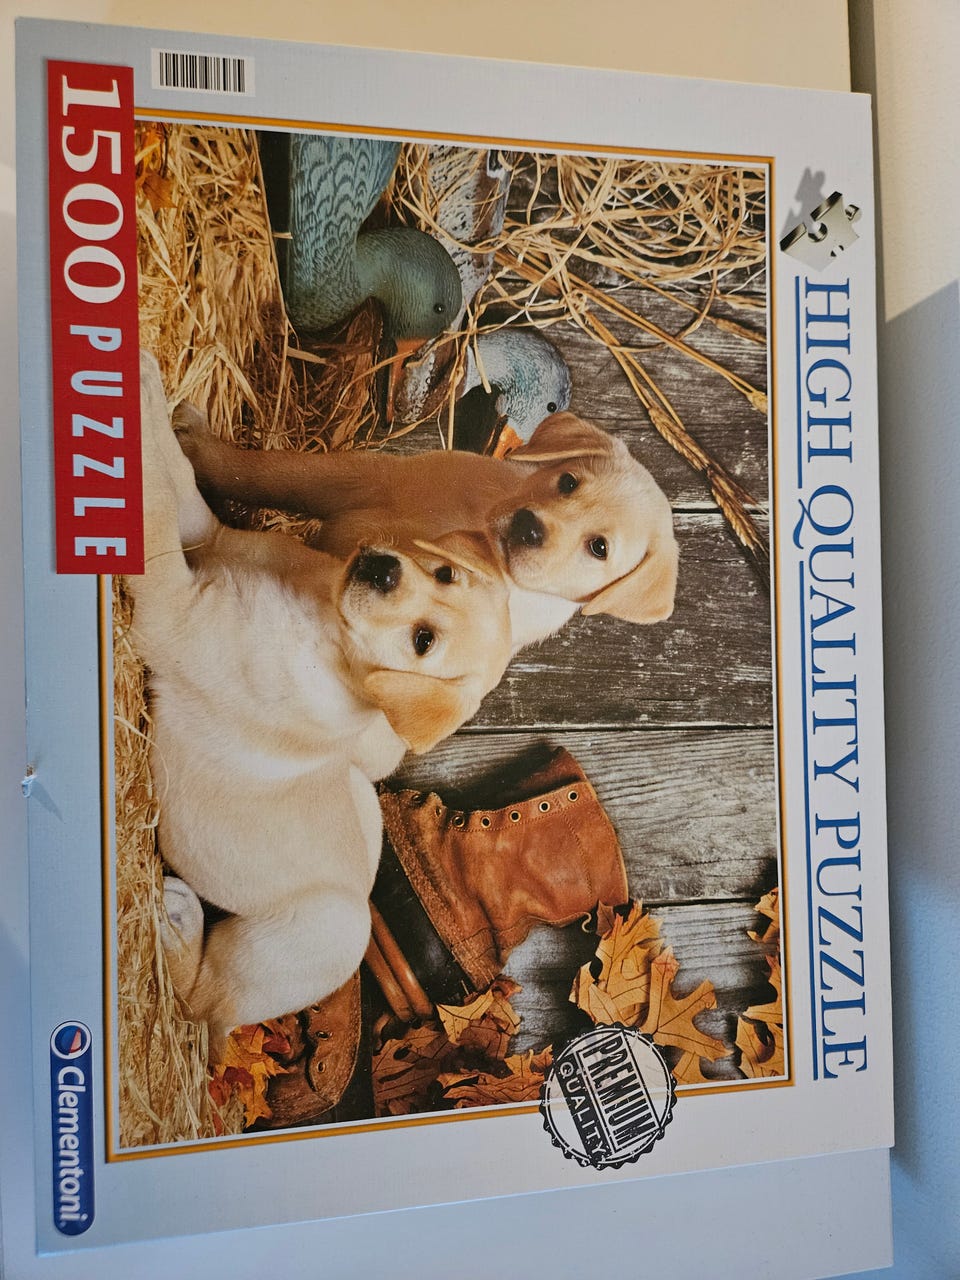 HIGH QUALITY PUZZLE
PREMIUM
QUALITY
1500 PUZZLE
Clementoni.